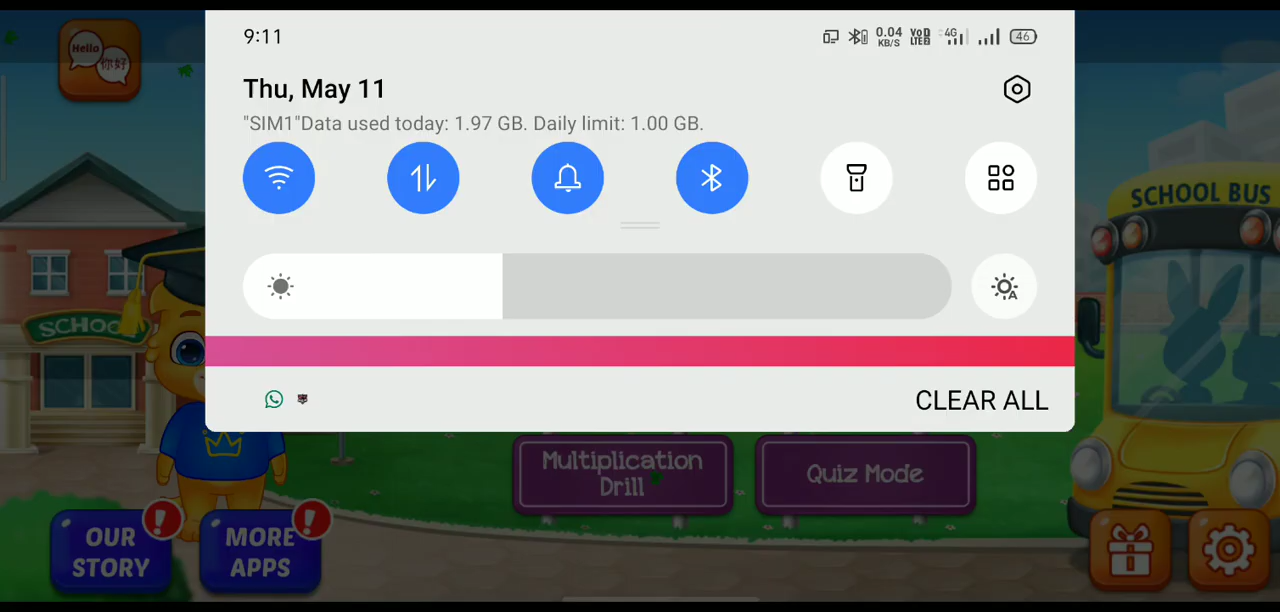 9:11
0.04
KB/S
VoD
LTE2
4G
46
Thu, May 11
"SIM1"Data used today: 1.97 GB. Daily limit: 1.00 GB.
A
CLEAR ALL
Hello
你好
SCHOOL
SCHOOL BUS
Multiplication
Drill
Quiz Mode
OUR
STORY
!
MORE
APPS
!